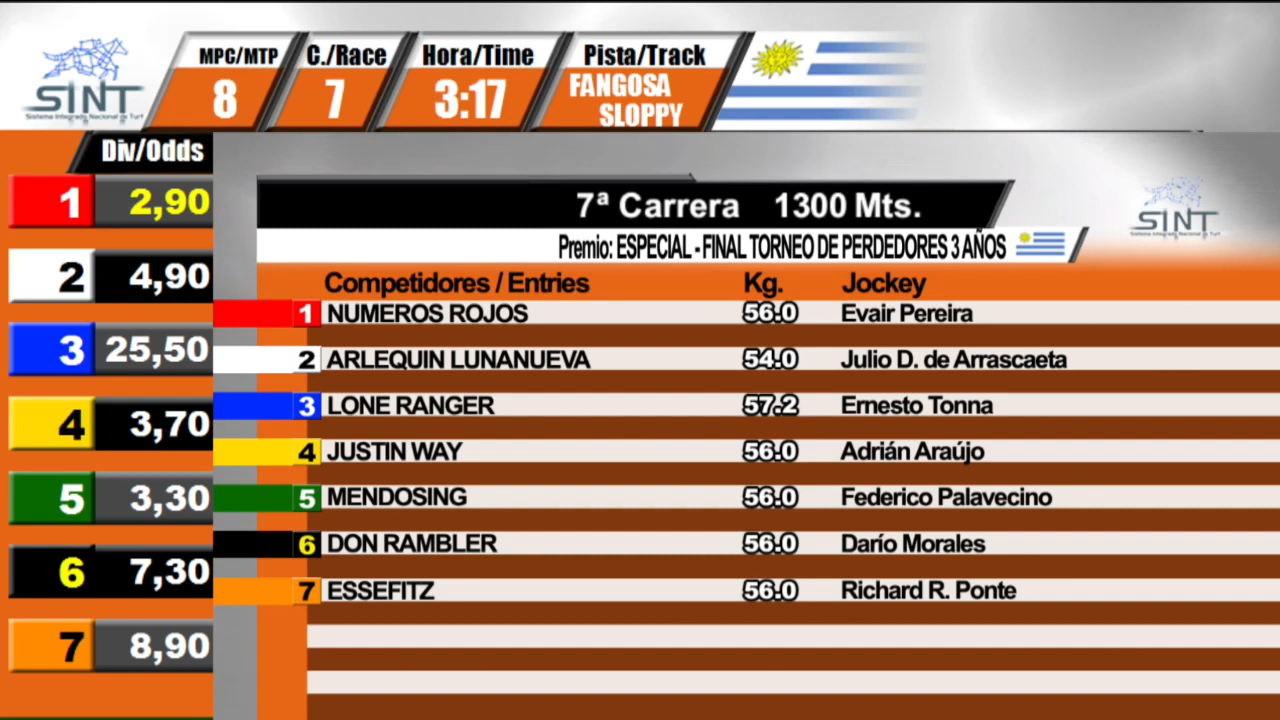 SINT
Sistema Integrado Nacional de Turf
MPC/MTP
8
C./Race
7
Hora/Time
3:17
Pista/Track
FANGOSA
SLOPPY
Div/Odds
1 2,90
2 4,90
3 25,50
4 3,70
5 3,30
6 7,30
7 8,90
7ª Carrera 1300 Mts.
SINT
Sistema Integrado Nacional de Turf
Premio: ESPECIAL - FINAL TORNEO DE PERDEDORES 3 AÑOS
Competidores / Entries Kg. Jockey
1 NUMEROS ROJOS 56.0 Evair Pereira
2 ARLEQUIN LUNANUEVA 54.0 Julio D. de Arrascaeta
3 LONE RANGER 57.2 Ernesto Tonna
4 JUSTIN WAY 56.0 Adrián Araújo
5 MENDOSING 56.0 Federico Palavecino
6 DON RAMBLER 56.0 Darío Morales
7 ESSEFITZ 56.0 Richard R. Ponte